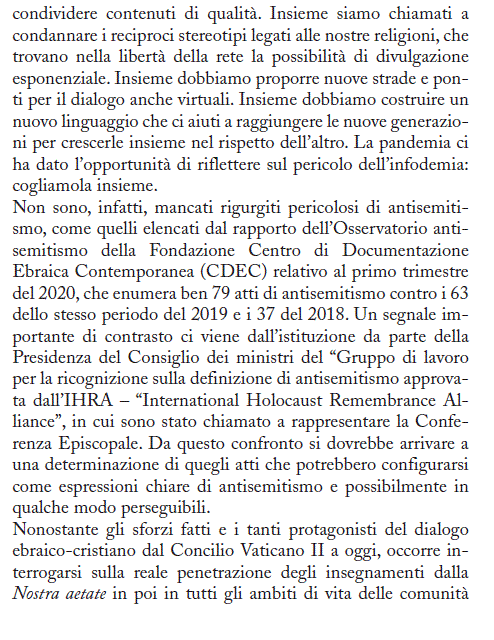 condividere contenuti di qualità. Insieme siamo chiamati a
condannare i reciproci stereotipi legati alle nostre religioni, che
trovano nella libertà della rete la possibilità di divulgazione
esponenziale. Insieme dobbiamo proporre nuove strade e pon-
ti per il dialogo anche virtuali. Insieme dobbiamo costruire un
nuovo linguaggio che ci aiuti a raggiungere le nuove generazio-
ni per crescerle insieme nel rispetto dell’altro. La pandemia ci
ha dato l’opportunità di riflettere sul pericolo dell’infodemia:
cogliamola insieme.
Non sono, infatti, mancati rigurgiti pericolosi di antisemiti-
smo, come quelli elencati dal rapporto dell’Osservatorio anti-
semitismo della Fondazione Centro di Documentazione
Ebraica Contemporanea (CDEC) relativo al primo trimestre
del 2020, che enumera ben 79 atti di antisemitismo contro i 63
dello stesso periodo del 2019 e i 37 del 2018. Un segnale im-
portante di contrasto ci viene dall’istituzione da parte della
Presidenza del Consiglio dei ministri del “Gruppo di lavoro
per la ricognizione sulla definizione di antisemitismo approva-
ta dall’IHRA – “International Holocaust Remembrance Al-
liance”, in cui sono stato chiamato a rappresentare la Confe-
renza Episcopale. Da questo confronto si dovrebbe arrivare a
una determinazione di quegli atti che potrebbero configurarsi
come espressioni chiare di antisemitismo e possibilmente in
qualche modo perseguibili.
Nonostante gli sforzi fatti e i tanti protagonisti del dialogo
ebraico-cristiano dal Concilio Vaticano II a oggi, occorre in-
terrogarsi sulla reale penetrazione degli insegnamenti dalla
Nostra aetate in poi in tutti gli ambiti di vita delle comunità